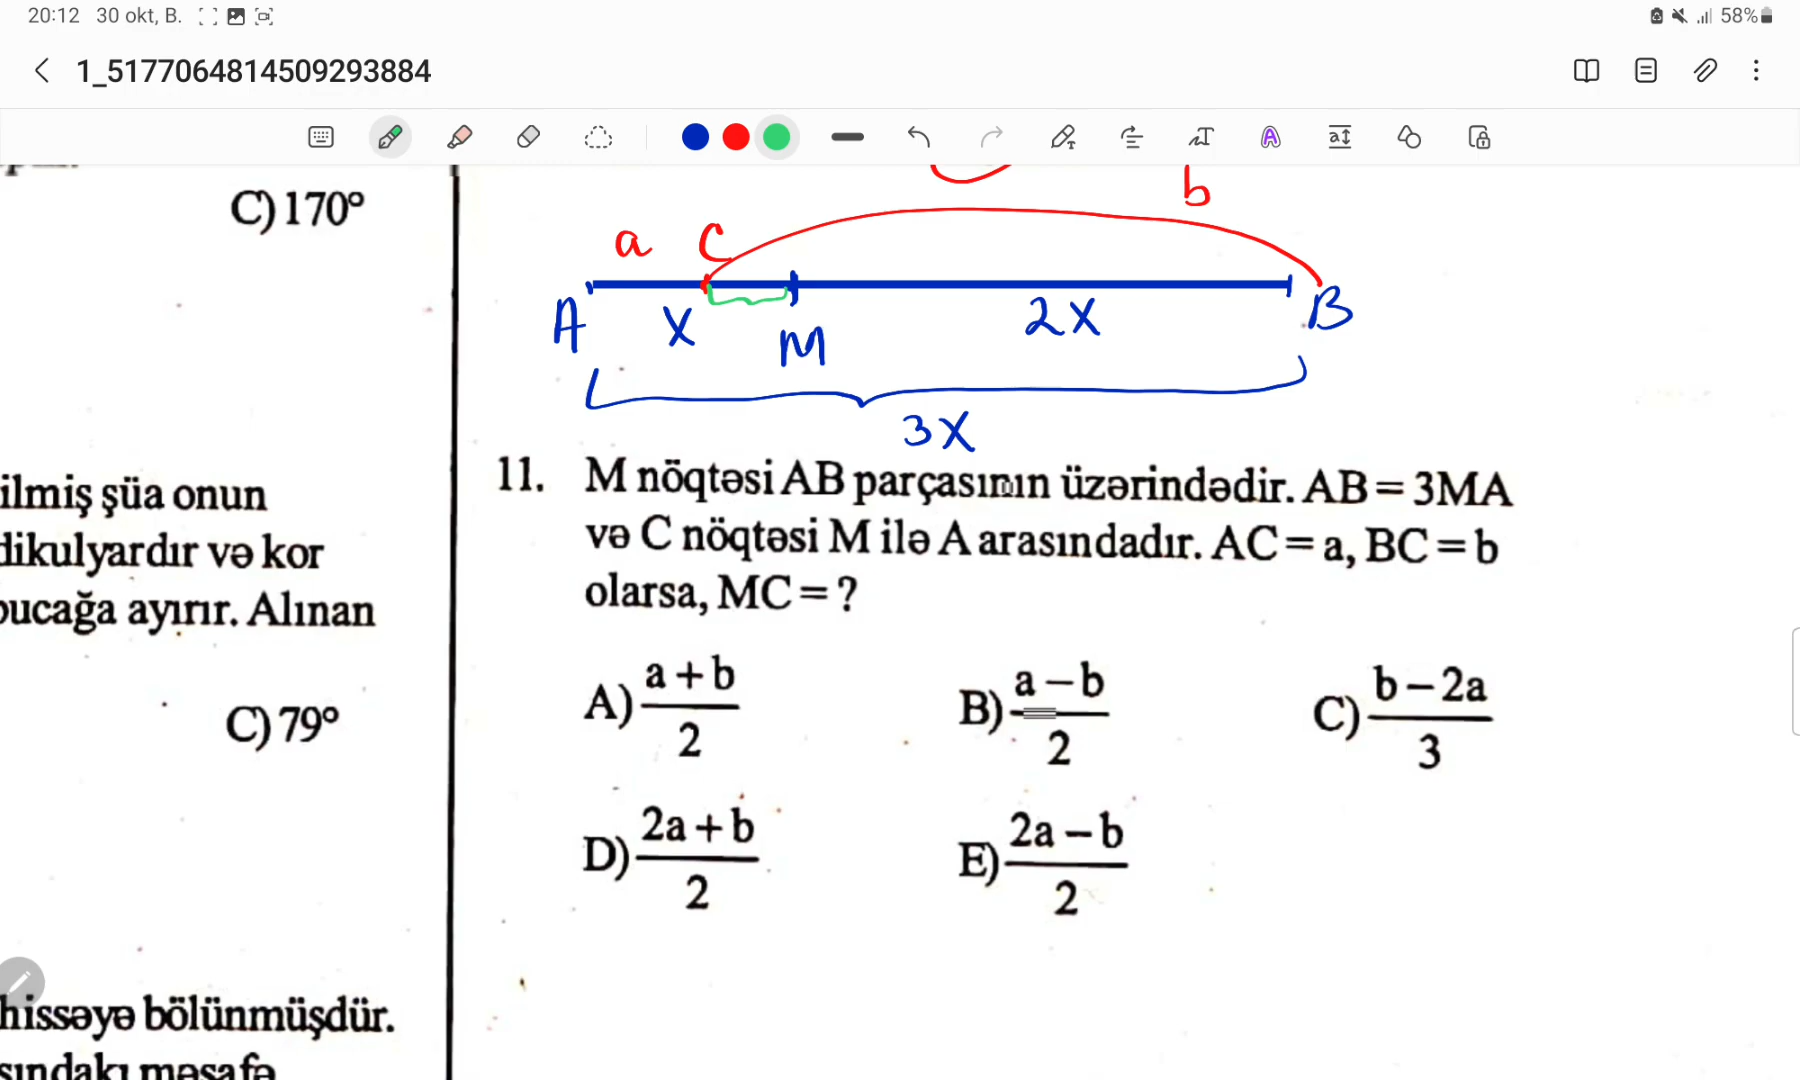 20:12 30 okt, B.
58%
1_5177064814509293884
C) 170°
ilmiş şüa onun
dikulyardır və kor
bucağa ayırır. Alınan
C) 79°
hissəyə bölünmüşdür.
sındakı məsafə
b
a C
A X M 2X B
3X
11. M nöqtəsi AB parçasının üzərindədir. AB = 3MA
və C nöqtəsi M ilə A arasındadır. AC = a, BC = b
olarsa, MC = ?
A) a + b / 2 B) a − b / 2 C) b − 2a / 3
D) 2a + b / 2 E) 2a − b / 2